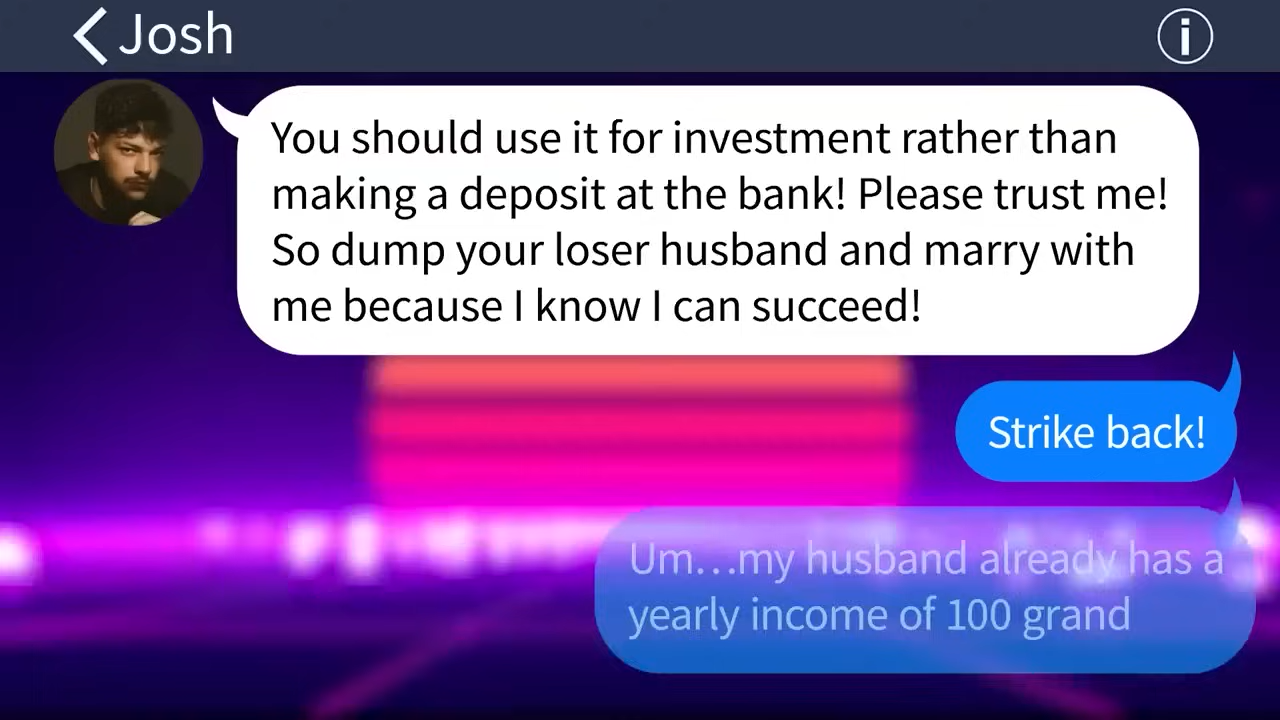 Josh
You should use it for investment rather than
making a deposit at the bank! Please trust me!
So dump your loser husband and marry with
me because I know I can succeed!
Strike back!
Um…my husband already has a
yearly income of 100 grand